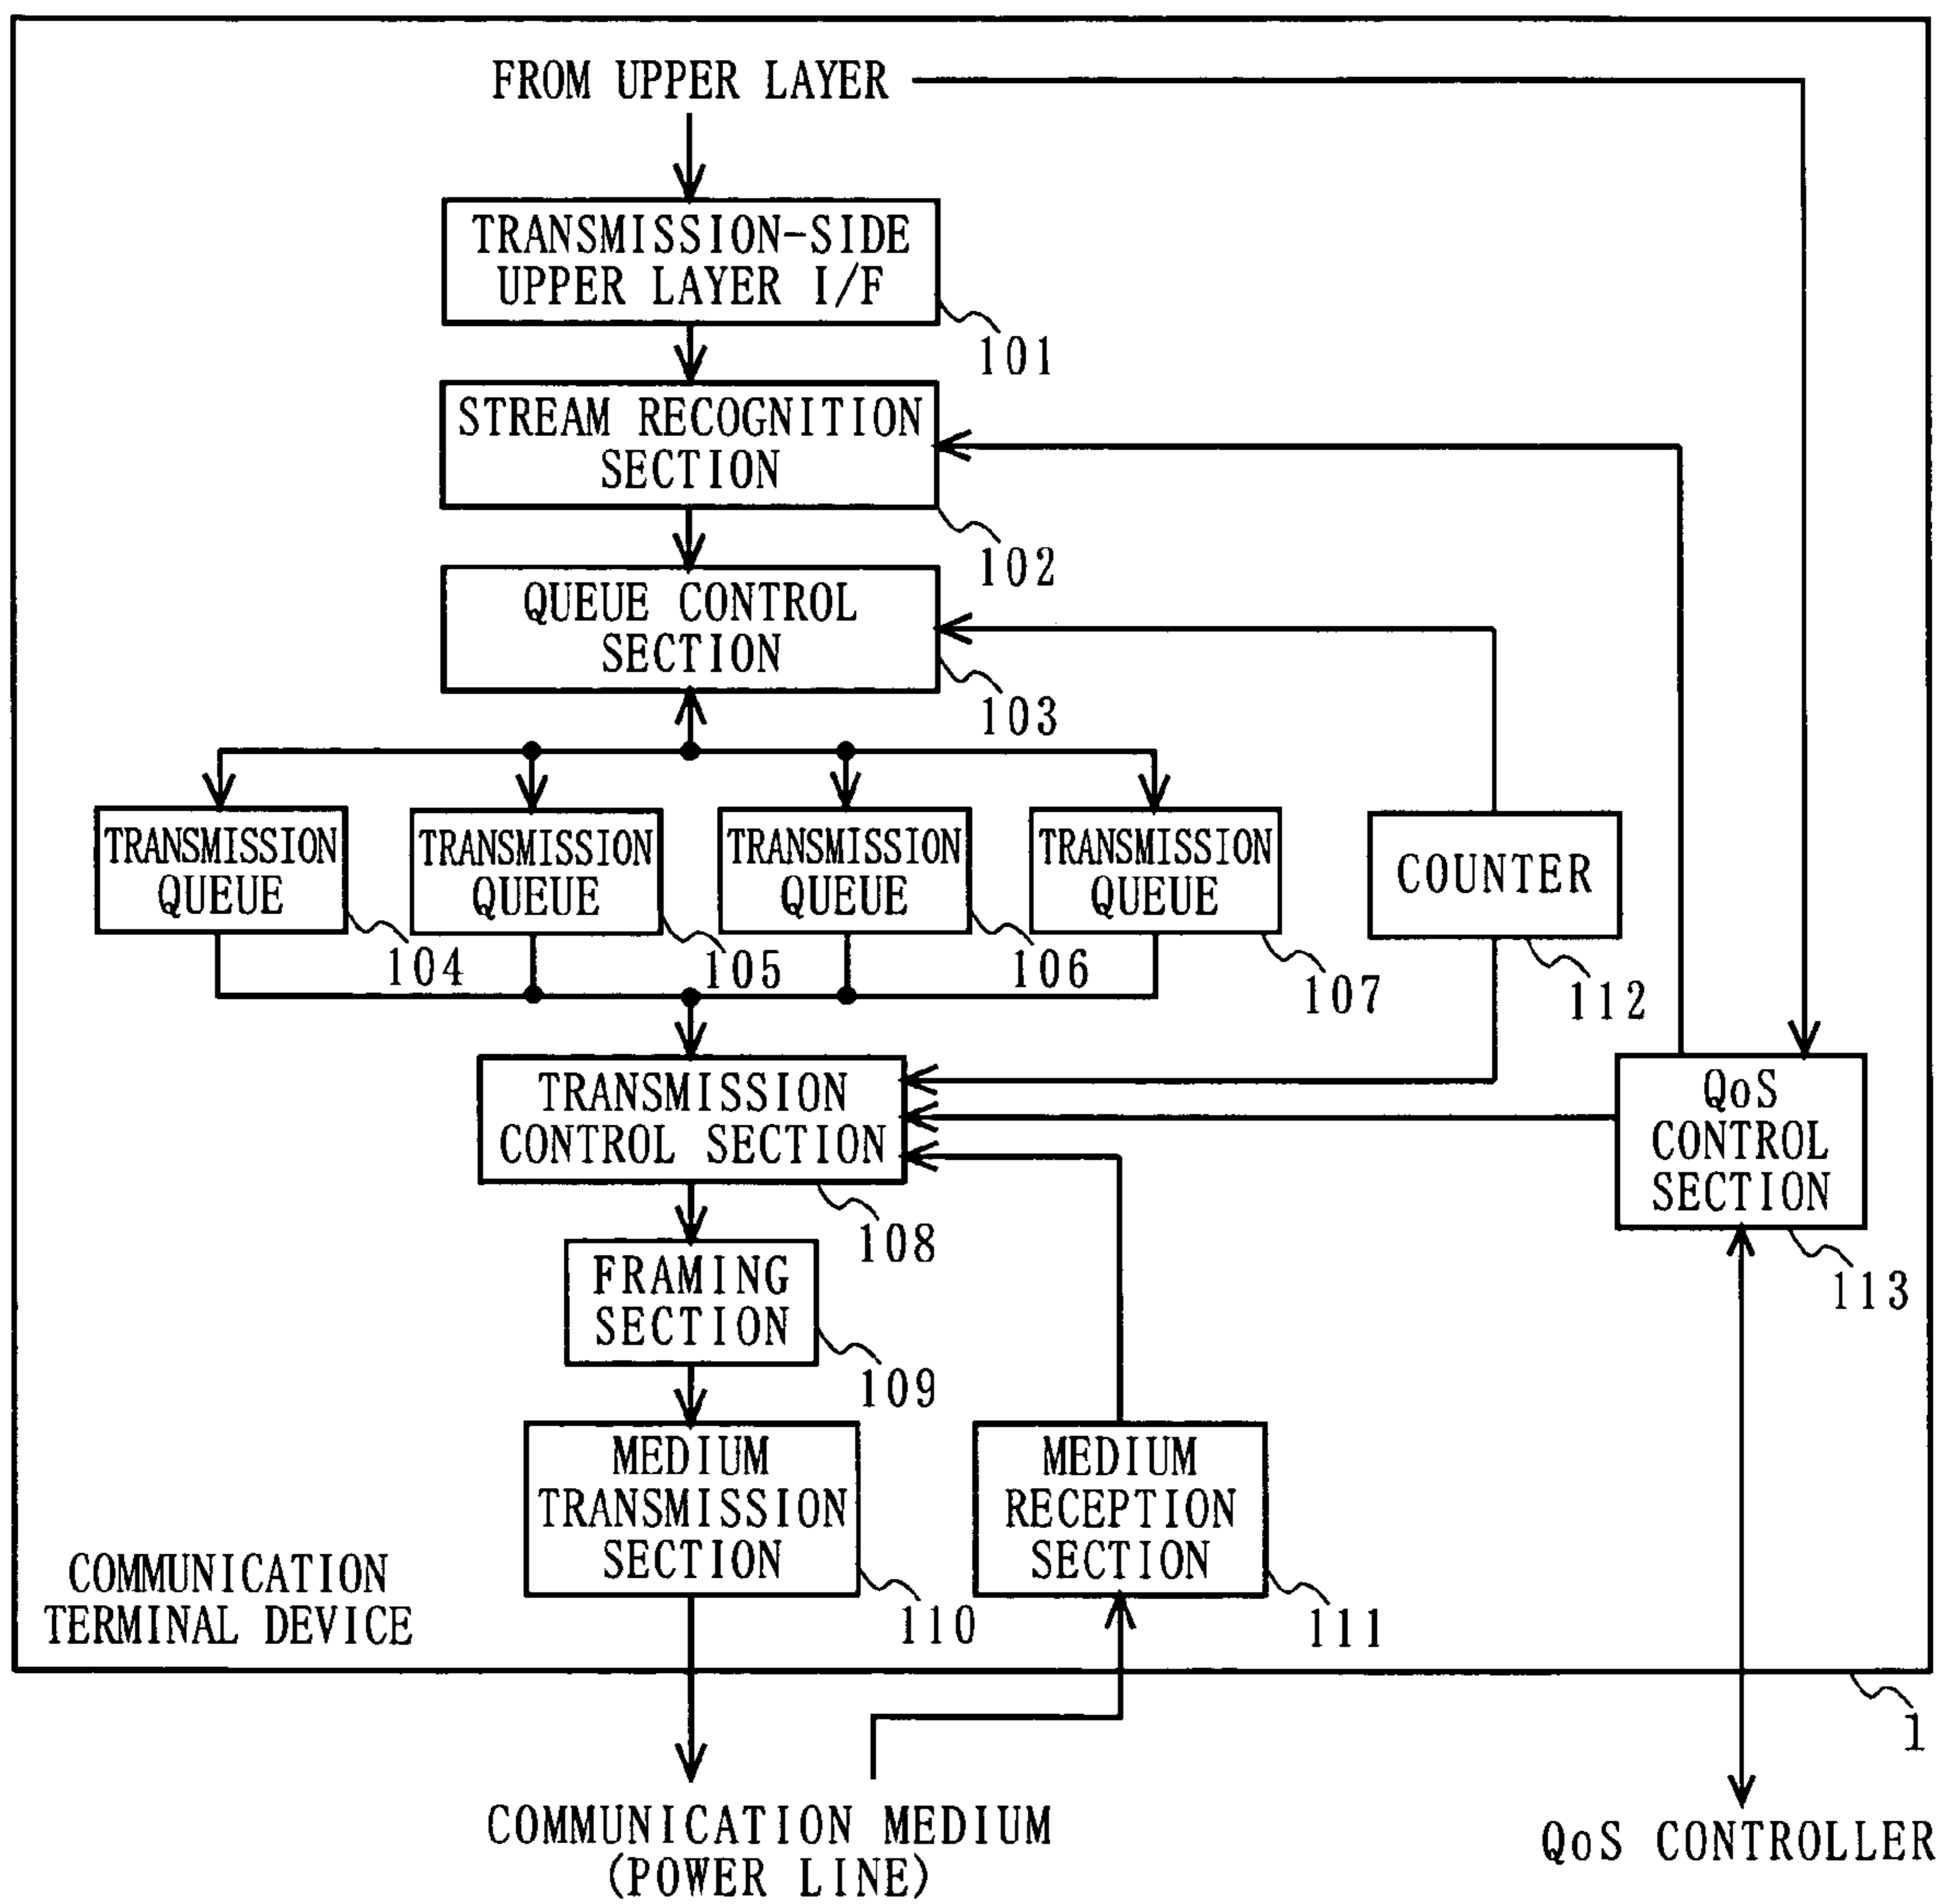 FROM UPPER LAYER
TRANSMISSION-SIDE
UPPER LAYER I/F
101
STREAM RECOGNITION
SECTION
102
QUEUE CONTROL
SECTION
103
TRANSMISSION
QUEUE
104
TRANSMISSION
QUEUE
105
TRANSMISSION
QUEUE
106
TRANSMISSION
QUEUE
107
COUNTER
112
TRANSMISSION
CONTROL SECTION
108
QoS
CONTROL
SECTION
113
FRAMING
SECTION
109
MEDIUM
TRANSMISSION
SECTION
110
MEDIUM
RECEPTION
SECTION
111
COMMUNICATION
TERMINAL DEVICE
1
COMMUNICATION MEDIUM
(POWER LINE)
QoS CONTROLLER